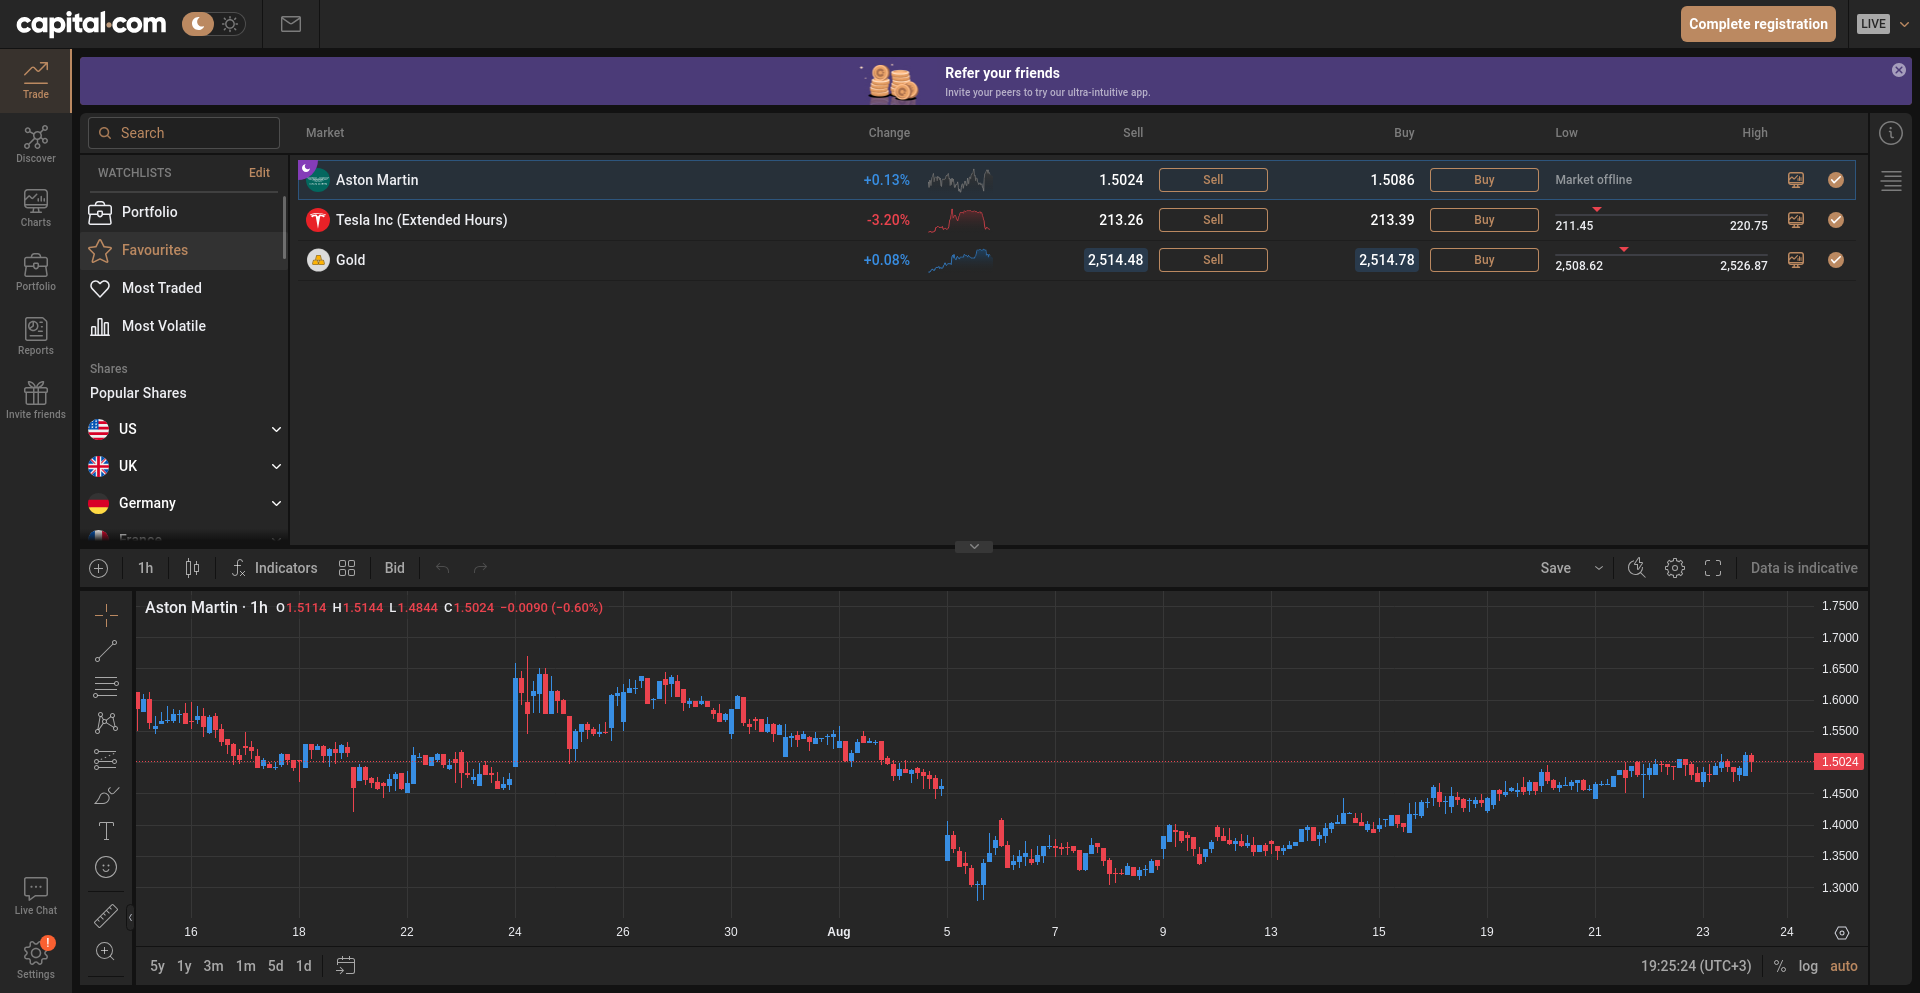 capital.com
Complete registration
LIVE
Trade
Discover
Charts
Portfolio
Reports
Invite friends
Live Chat
!
Settings
Refer your friends
Invite your peers to try our ultra-intuitive app.
Search
Market Change Sell Buy Low High
WATCHLISTS Edit
Portfolio
Favourites
Most Traded
Most Volatile
Shares
Popular Shares
US
UK
Germany
France
Aston Martin +0.13% 1.5024 Sell 1.5086 Buy Market offline
Tesla Inc (Extended Hours) -3.20% 213.26 Sell 213.39 Buy 211.45 220.75
Gold +0.08% 2,514.48 Sell 2,514.78 Buy 2,508.62 2,526.87
1h Indicators Bid Save Data is indicative
Aston Martin · 1h O1.5114 H1.5144 L1.4844 C1.5024 −0.0090 (−0.60%)
1.7500
1.7000
1.6500
1.6000
1.5500
1.5024
1.4500
1.4000
1.3500
1.3000
16 18 22 24 26 30 Aug 5 7 9 13 15 19 21 23 24
5y 1y 3m 1m 5d 1d 19:25:24 (UTC+3) % log auto